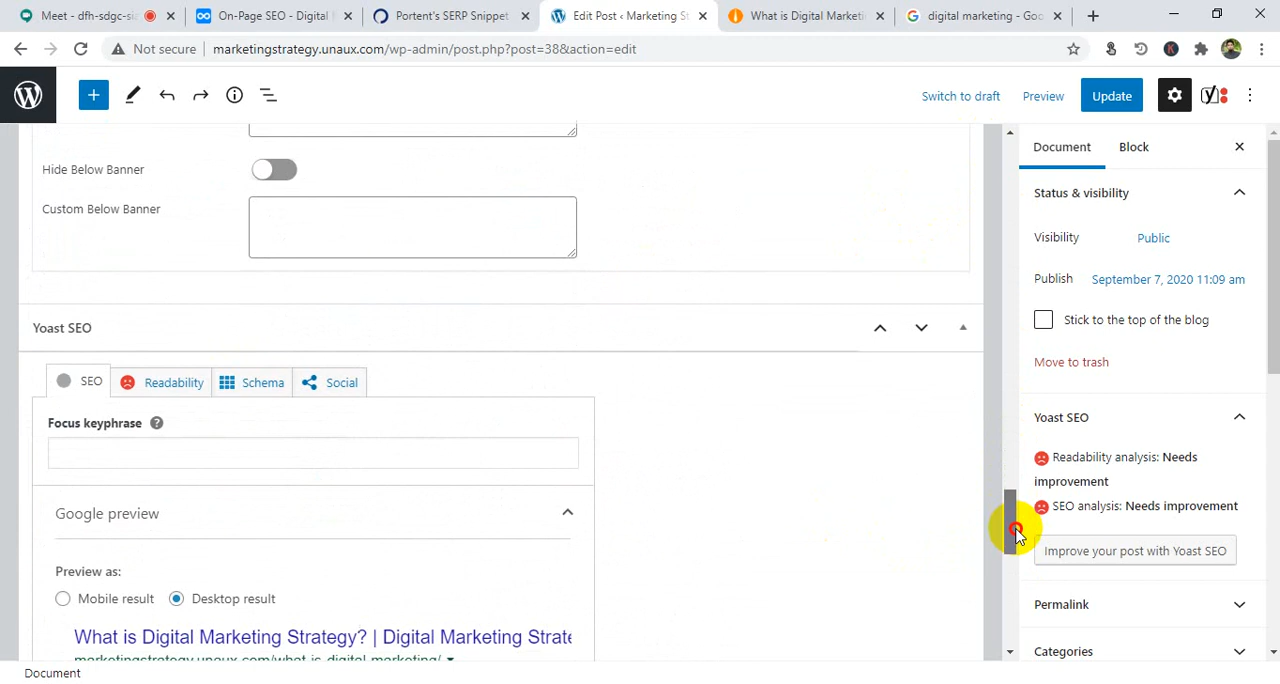 Meet - dfh-sdgc-su
On-Page SEO - Digital I
Portent's SERP Snippet
Edit Post ‹ Marketing St
What is Digital Marketi
digital marketing - Goo
Not secure
marketingstrategy.unaux.com/wp-admin/post.php?post=38&action=edit
Switch to draft
Preview
Update
Document
Block
Status & visibility
Hide Below Banner
Custom Below Banner
Visibility
Public
Publish
September 7, 2020 11:09 am
Stick to the top of the blog
Yoast SEO
Move to trash
SEO
Readability
Schema
Social
Yoast SEO
Focus keyphrase
Readability analysis: Needs
improvement
SEO analysis: Needs improvement
Google preview
Improve your post with Yoast SEO
Preview as:
Mobile result
Desktop result
Permalink
What is Digital Marketing Strategy? | Digital Marketing Strate
marketingstrategy.unaux.com/what-is-digital-marketing/
Categories
Document